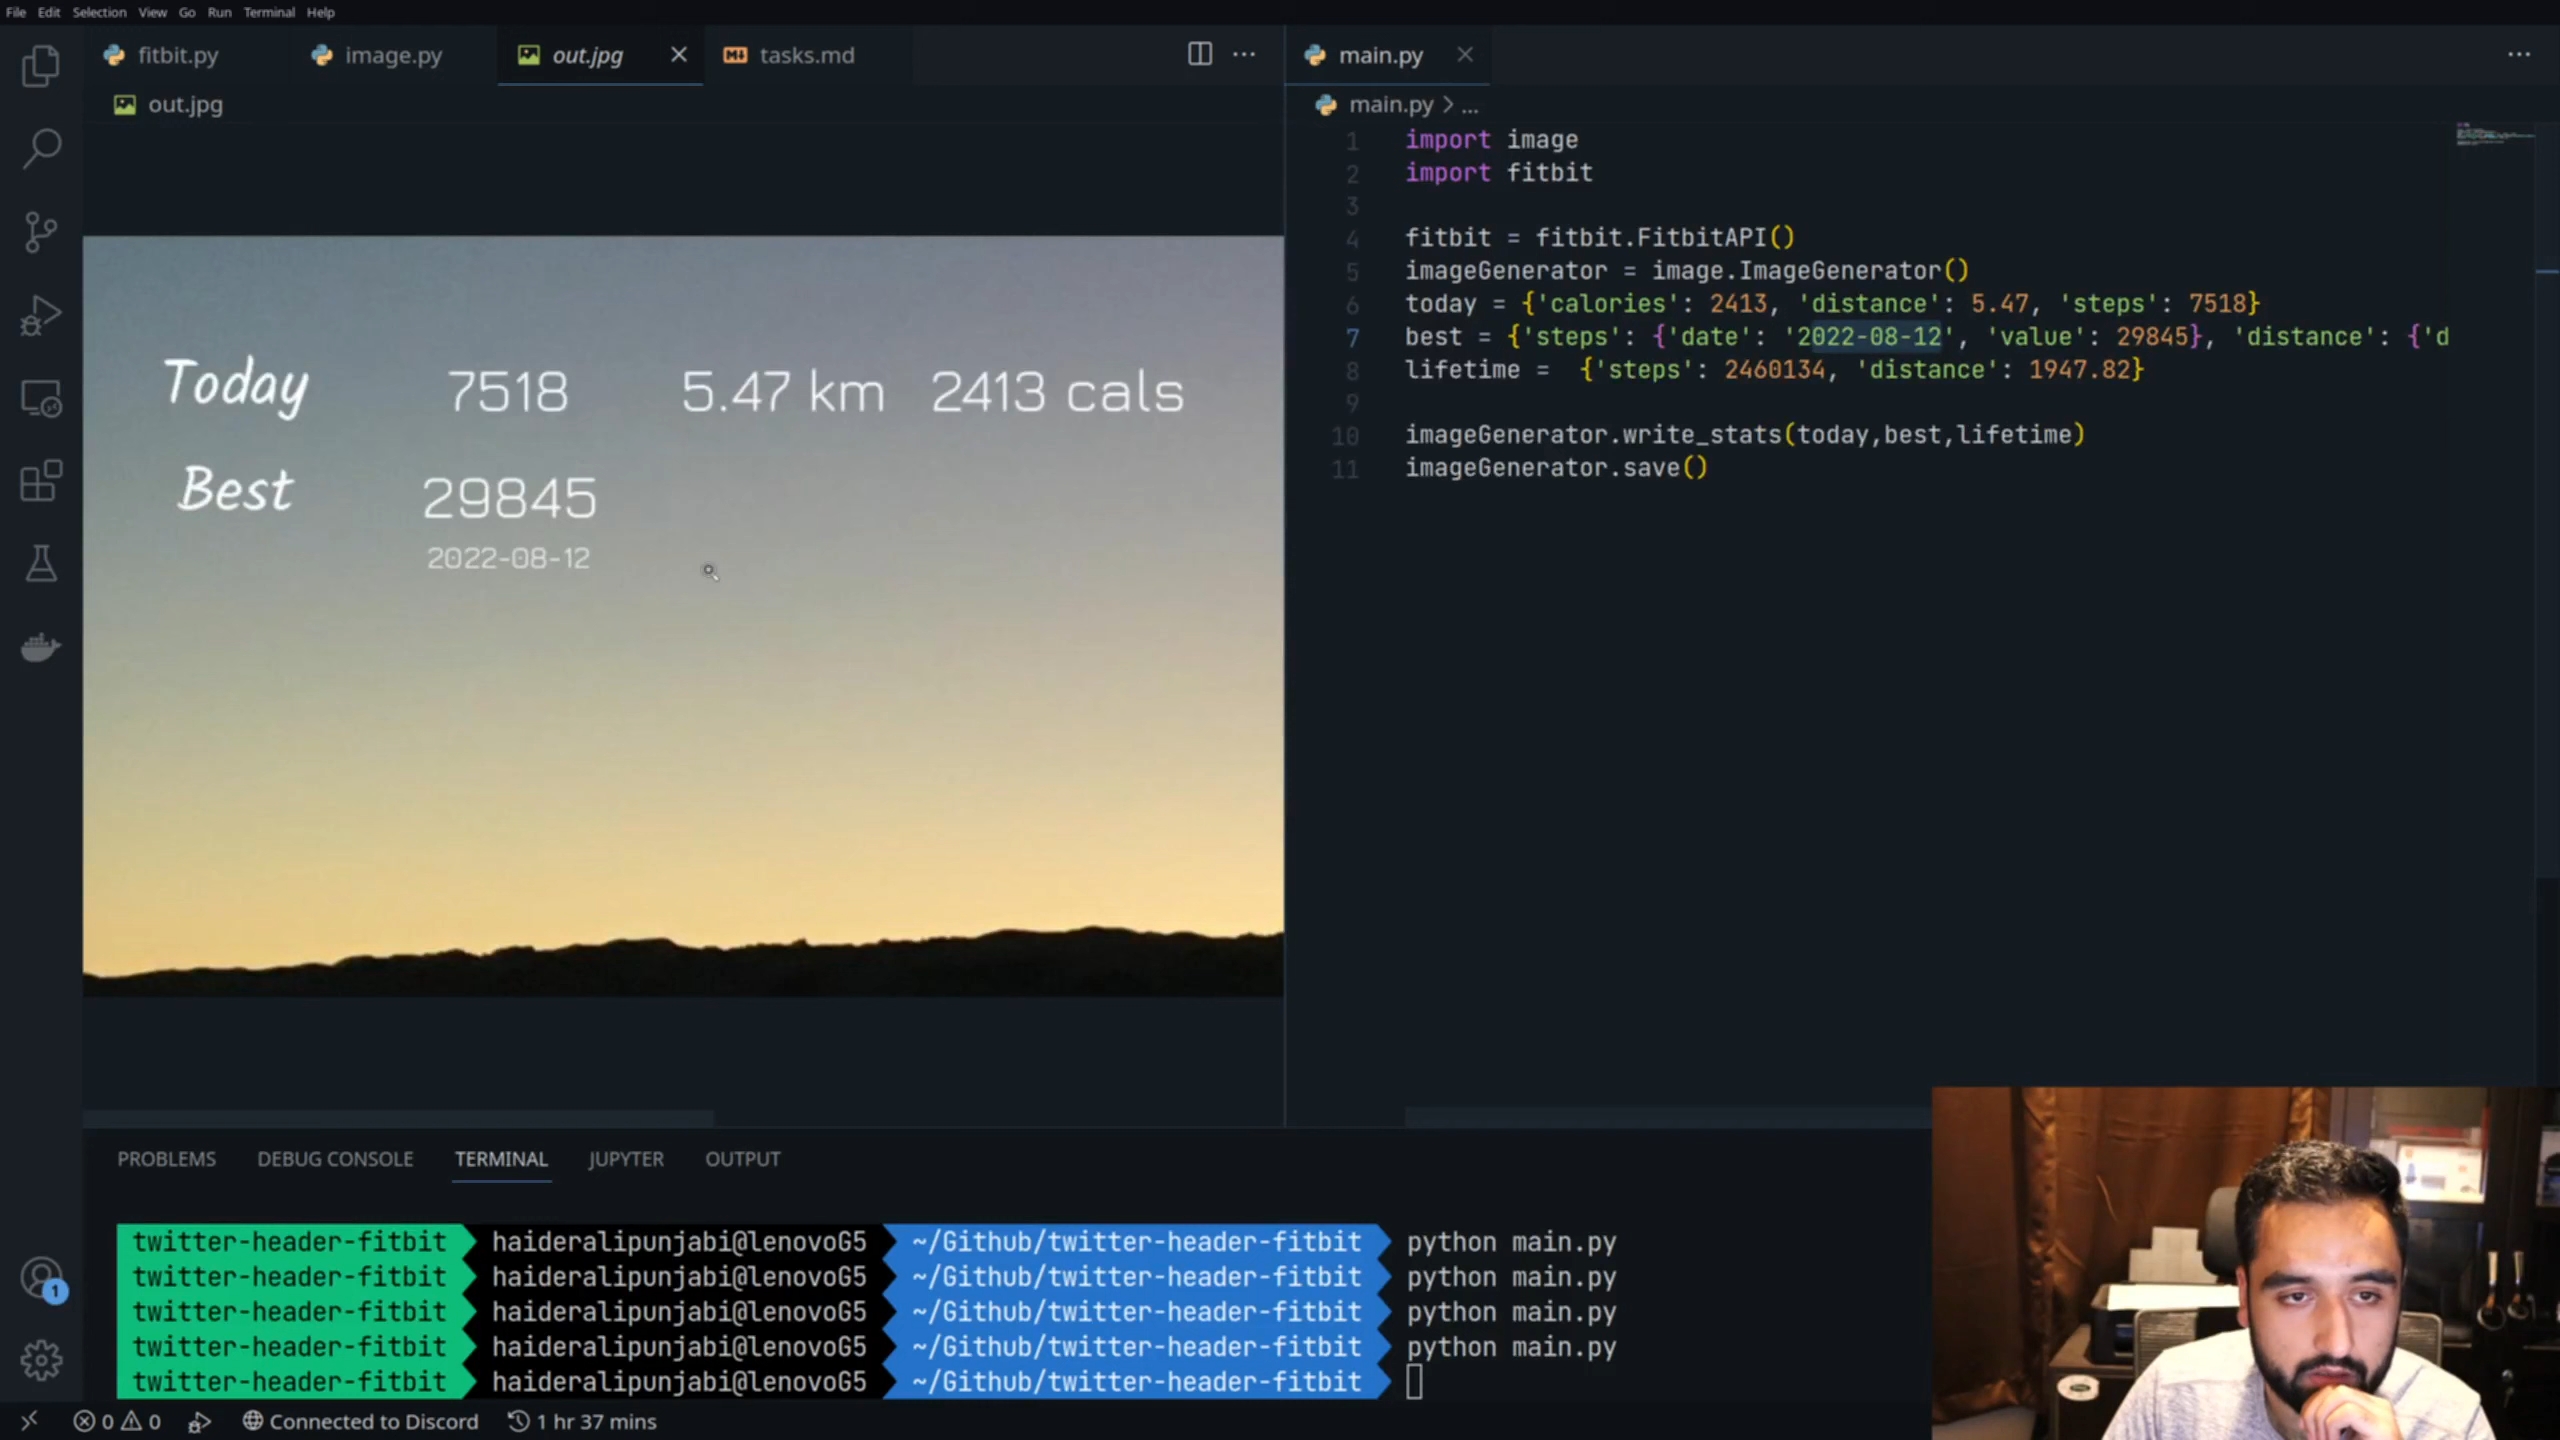 File Edit Selection View Go Run Terminal Help
fitbit.py image.py out.jpg tasks.md
out.jpg
Today 7518 5.47 km 2413 cals
Best 29845
2022-08-12
main.py
main.py > ...
1 import image
2 import fitbit
3
4 fitbit = fitbit.FitbitAPI()
5 imageGenerator = image.ImageGenerator()
6 today = {'calories': 2413, 'distance': 5.47, 'steps': 7518}
7 best = {'steps': {'date': '2022-08-12', 'value': 29845}, 'distance': {'d
8 lifetime =  {'steps': 2460134, 'distance': 1947.82}
9
10 imageGenerator.write_stats(today,best,lifetime)
11 imageGenerator.save()
PROBLEMS DEBUG CONSOLE TERMINAL JUPYTER OUTPUT
twitter-header-fitbit haideralipunjabi@lenovoG5 ~/Github/twitter-header-fitbit python main.py
twitter-header-fitbit haideralipunjabi@lenovoG5 ~/Github/twitter-header-fitbit python main.py
twitter-header-fitbit haideralipunjabi@lenovoG5 ~/Github/twitter-header-fitbit python main.py
twitter-header-fitbit haideralipunjabi@lenovoG5 ~/Github/twitter-header-fitbit python main.py
twitter-header-fitbit haideralipunjabi@lenovoG5 ~/Github/twitter-header-fitbit
1
0 0 Connected to Discord 1 hr 37 mins